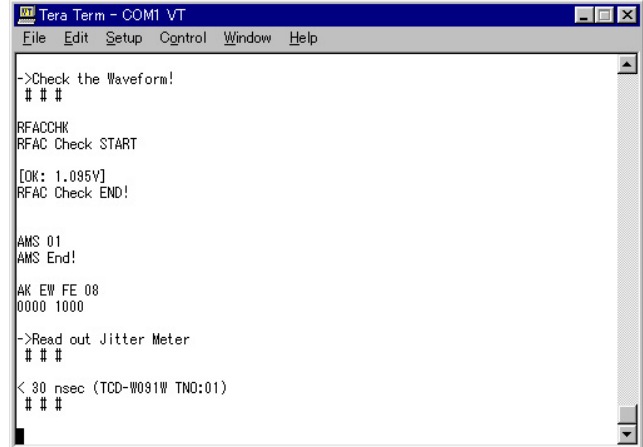 Tera Term - COM1 VT
File Edit Setup Control Window Help
->Check the Waveform!
# # #
RFACCHK
RFAC Check START
[OK: 1.095V]
RFAC Check END!
AMS 01
AMS End!
AK EW FE 08
0000 1000
->Read out Jitter Meter
# # #
< 30 nsec (TCD-W091W TNO:01)
# # #